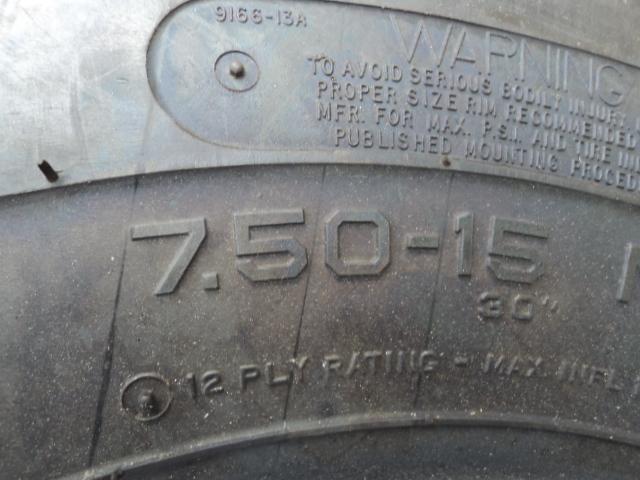 9166-13A
WARNING
TO AVOID SERIOUS BODILY INJURY
PROPER SIZE RIM RECOMMENDED
MFR. FOR MAX. P.S.I. AND TIRE
PUBLISHED MOUNTING
7.50-15
30"
12 PLY RATING - MAX. INFL